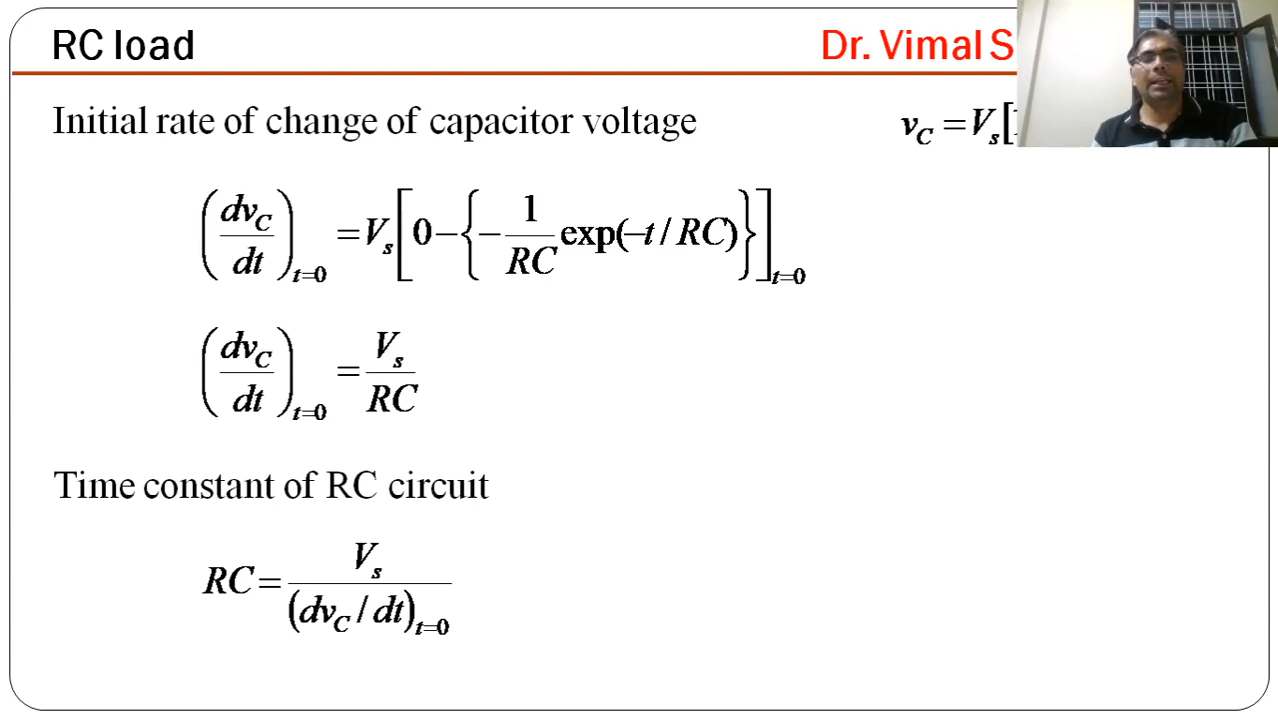 RC load
Dr. Vimal S
Initial rate of change of capacitor voltage
v_C = V_s[
(dv_C/dt)_{t=0} = V_s[0−{−(1/RC) exp(−t/RC)}]_{t=0}
(dv_C/dt)_{t=0} = V_s/RC
Time constant of RC circuit
RC = V_s/(dv_C/dt)_{t=0}